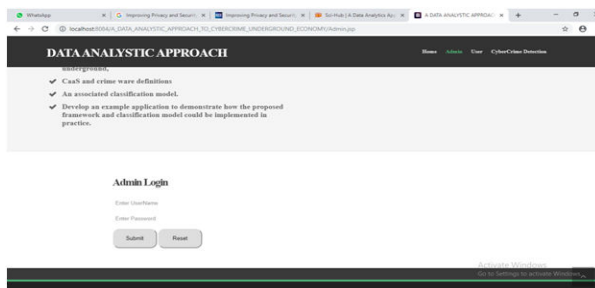 WhatsApp
Improving Privacy and Securi
Improving Privacy and Securi
Sci-Hub | A Data Analytics App
A DATA ANALYSTIC APPROAC
localhost:8084/A_DATA_ANALYSTIC_APPROACH_TO_CYBERCRIME_UNDERGROUND_ECONOMY/Admin.jsp
DATA ANALYSTIC APPROACH
Home Admin User CyberCrime Detection
underground,
CaaS and crime ware definitions
An associated classification model.
Develop an example application to demonstrate how the proposed
framework and classification model could be implemented in
practice.
Admin Login
Enter UserName
Enter Password
Submit Reset
Activate Windows
Go to Settings to activate Windows.